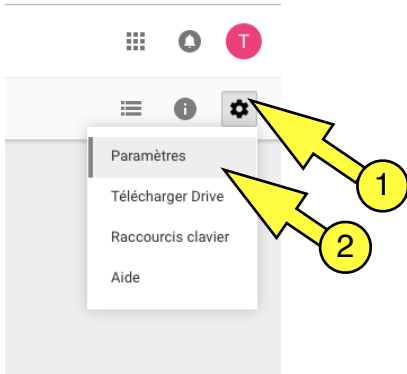 T
1
Paramètres
Télécharger Drive
2
Raccourcis clavier
Aide